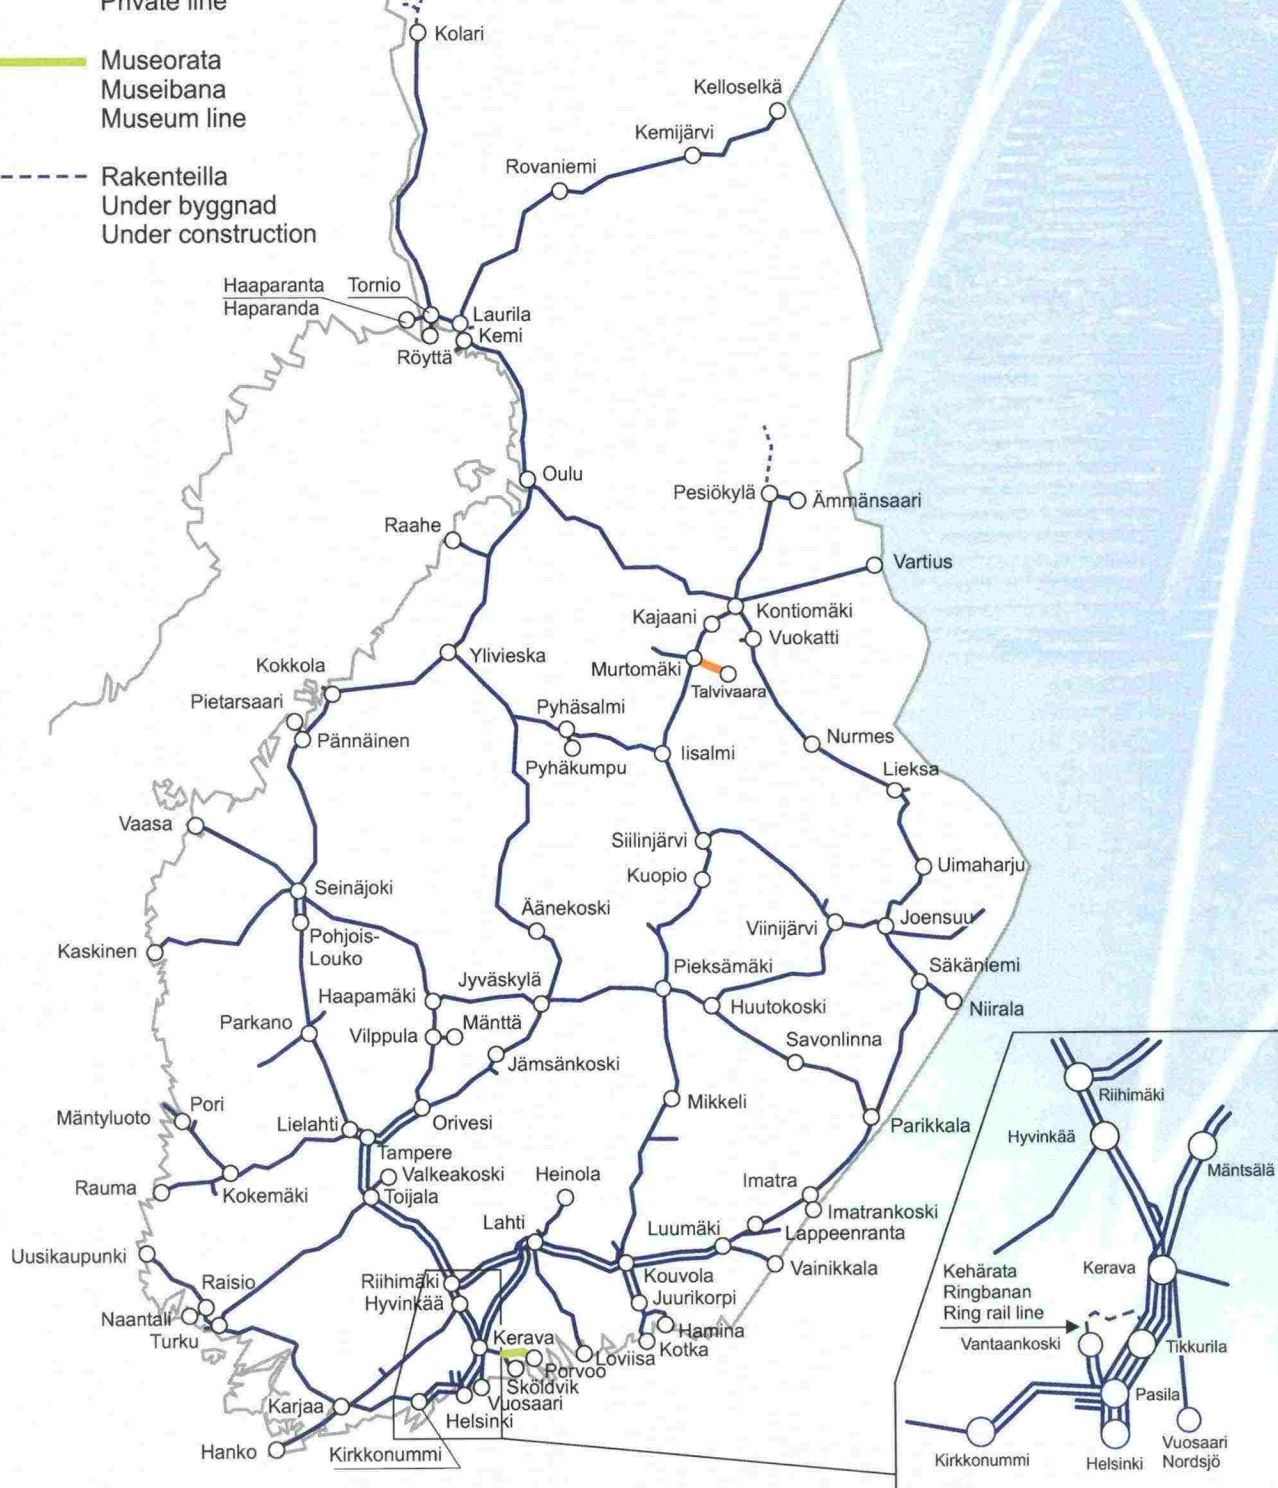 Private line
Museorata
Museibana
Museum line
Rakenteilla
Under byggnad
Under construction
Kolari
Kelloselkä
Kemijärvi
Rovaniemi
Haaparanta
Haparanda
Tornio
Laurila
Kemi
Röyttä
Oulu
Raahe
Pesiökylä
Ämmänsaari
Vartius
Kontiomäki
Kajaani
Vuokatti
Murtomäki
Talvivaara
Ylivieska
Kokkola
Pietarsaari
Pännäinen
Pyhäsalmi
Pyhäkumpu
Iisalmi
Nurmes
Lieksa
Vaasa
Siilinjärvi
Kuopio
Uimaharju
Seinäjoki
Äänekoski
Viinijärvi
Joensuu
Kaskinen
Pohjois-
Louko
Jyväskylä
Pieksämäki
Säkäniemi
Haapamäki
Huutokoski
Niirala
Parkano
Vilppula
Mänttä
Savonlinna
Jämsänkoski
Mäntyluoto
Pori
Lielahti
Orivesi
Mikkeli
Parikkala
Tampere
Valkeakoski
Heinola
Rauma
Kokemäki
Toijala
Imatra
Imatrankoski
Lahti
Luumäki
Lappeenranta
Uusikaupunki
Raisio
Riihimäki
Hyvinkää
Kouvola
Vainikkala
Juurikorpi
Naantali
Turku
Hamina
Kotka
Kerava
Loviisa
Porvoo
Sköldvik
Vuosaari
Karjaa
Helsinki
Hanko
Kirkkonummi
Riihimäki
Hyvinkää
Mäntsälä
Kerava
Kehärata
Ringbanan
Ring rail line
Vantaankoski
Tikkurila
Pasila
Kirkkonummi
Helsinki
Vuosaari
Nordsjö